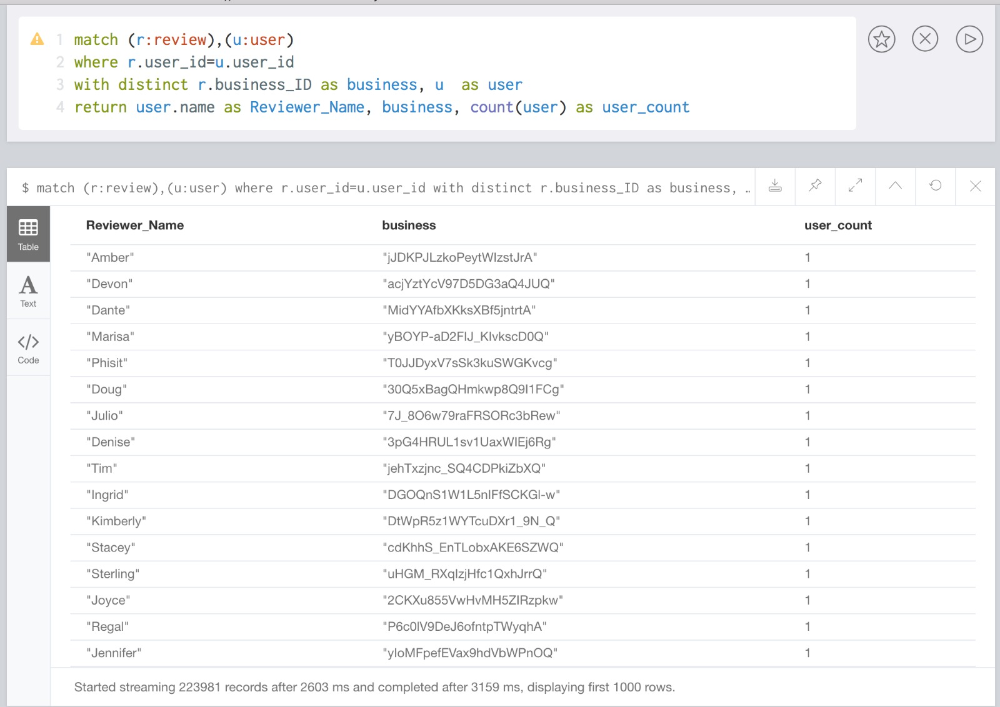 1 match (r:review),(u:user)
2 where r.user_id=u.user_id
3 with distinct r.business_ID as business, u  as user
4 return user.name as Reviewer_Name, business, count(user) as user_count
$ match (r:review),(u:user) where r.user_id=u.user_id with distinct r.business_ID as business, …
Table
Text
Code
Reviewer_Name business user_count
"Amber" "jJDKPJLzkoPeytWIzstJrA" 1
"Devon" "acjYztYcV97D5DG3aQ4JUQ" 1
"Dante" "MidYYAfbXKksXBf5jntrtA" 1
"Marisa" "yBOYP-aD2FIJ_KIvkscD0Q" 1
"Phisit" "T0JJDyxV7sSk3kuSWGKvcg" 1
"Doug" "30Q5xBagQHmkwp8Q9I1FCg" 1
"Julio" "7J_8O6w79raFRSORc3bRew" 1
"Denise" "3pG4HRUL1sv1UaxWIEj6Rg" 1
"Tim" "jehTxzjnc_SQ4CDPkiZbXQ" 1
"Ingrid" "DGOQnS1W1L5nIFfSCKGl-w" 1
"Kimberly" "DtWpR5z1WYTcuDXr1_9N_Q" 1
"Stacey" "cdKhhS_EnTLobxAKE6SZWQ" 1
"Sterling" "uHGM_RXqIzjHfc1QxhJrrQ" 1
"Joyce" "2CKXu855VwHvMH5ZIRzpkw" 1
"Regal" "P6c0lV9DeJ6ofntpTWyqhA" 1
"Jennifer" "yIoMFpefEVax9hdVbWPnOQ" 1
Started streaming 223981 records after 2603 ms and completed after 3159 ms, displaying first 1000 rows.